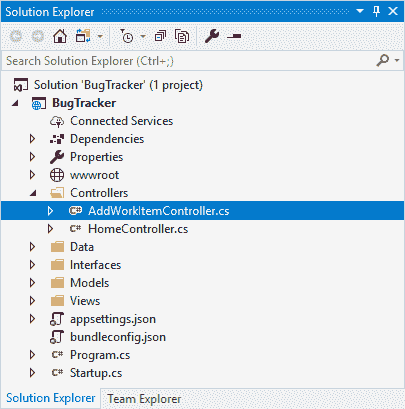 Solution Explorer
Search Solution Explorer (Ctrl+;)
Solution 'BugTracker' (1 project)
BugTracker
Connected Services
Dependencies
Properties
wwwroot
Controllers
C# AddWorkItemController.cs
C# HomeController.cs
Data
Interfaces
Models
Views
appsettings.json
bundleconfig.json
C# Program.cs
C# Startup.cs
Solution Explorer Team Explorer